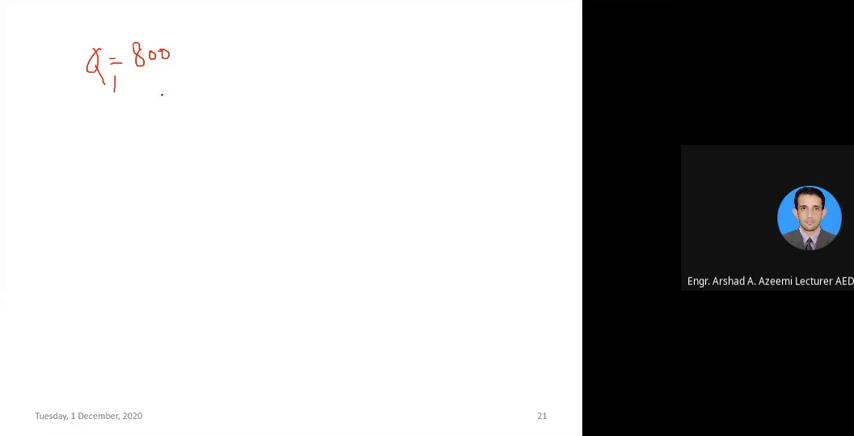 Q₁ = 800
Engr. Arshad A. Azeemi Lecturer AED
Tuesday, 1 December, 2020
21